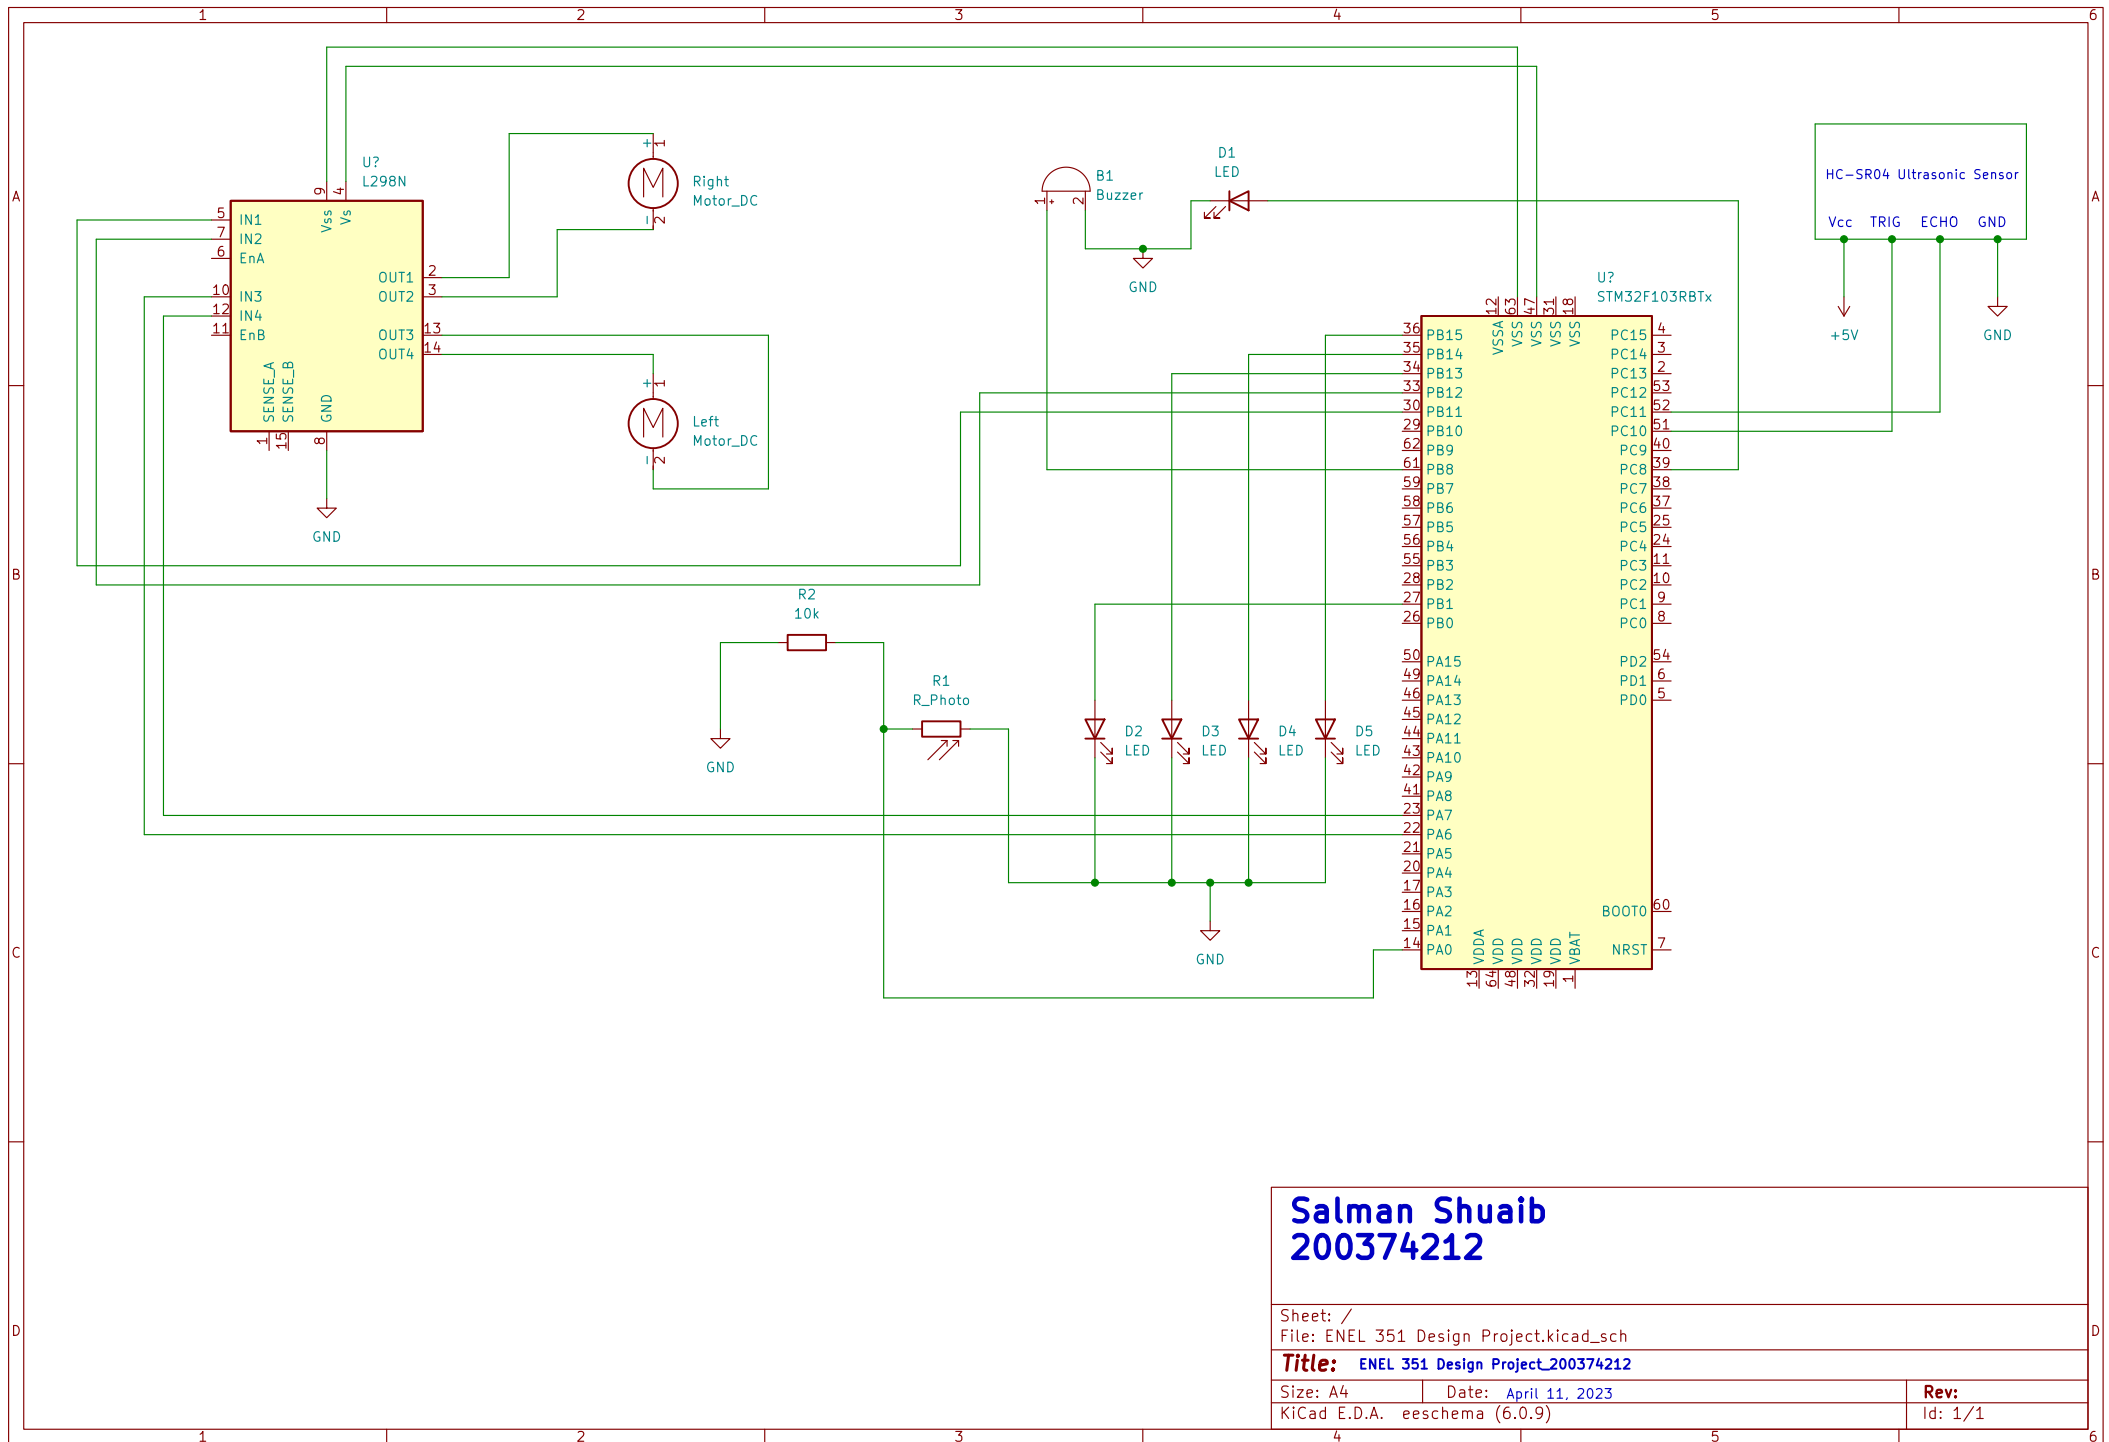 1 2 3 4 5 6
A A
B B
C C
D D
U?
L298N
9 4
Vss Vs
5 IN1
7 IN2
6 EnA
10 IN3
12 IN4
11 EnB
OUT1 2
OUT2 3
OUT3 13
OUT4 14
SENSE_A SENSE_B GND
1 15 8
GND
+ 1
M
Right
Motor_DC
- 2
+ 1
M
Left
Motor_DC
- 2
B1
Buzzer
1 + 2
D1
LED
GND
HC-SR04 Ultrasonic Sensor
Vcc TRIG ECHO GND
+5V
GND
U?
STM32F103RBTx
12 63 47 31 18
VSSA VSS VSS VSS VSS
36 PB15
35 PB14
34 PB13
33 PB12
30 PB11
29 PB10
62 PB9
61 PB8
59 PB7
58 PB6
57 PB5
56 PB4
55 PB3
28 PB2
27 PB1
26 PB0
50 PA15
49 PA14
46 PA13
45 PA12
44 PA11
43 PA10
42 PA9
41 PA8
23 PA7
22 PA6
21 PA5
20 PA4
17 PA3
16 PA2
15 PA1
14 PA0
PC15 4
PC14 3
PC13 2
PC12 53
PC11 52
PC10 51
PC9 40
PC8 39
PC7 38
PC6 37
PC5 25
PC4 24
PC3 11
PC2 10
PC1 9
PC0 8
PD2 54
PD1 6
PD0 5
BOOT0 60
NRST 7
VDDA VDD VDD VDD VDD VBAT
13 64 48 32 19 1
R2
10k
GND
R1
R_Photo
D2
LED
D3
LED
D4
LED
D5
LED
GND
Salman Shuaib
200374212
Sheet: /
File: ENEL 351 Design Project.kicad_sch
Title: ENEL 351 Design Project_200374212
Size: A4 Date: April 11, 2023 Rev:
KiCad E.D.A. eeschema (6.0.9) Id: 1/1
1 2 3 4 5 6